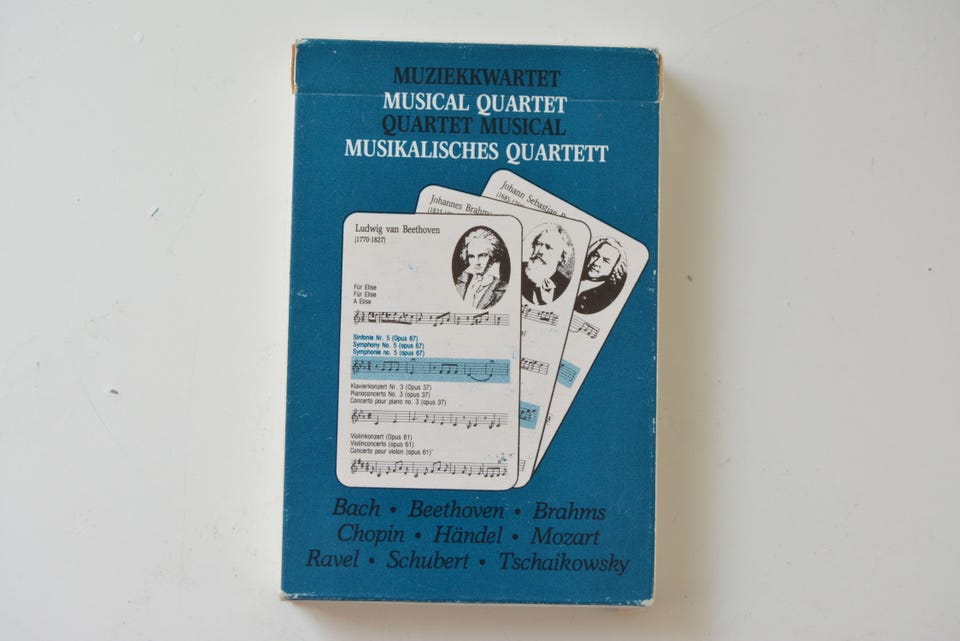 MUZIEKKWARTET
MUSICAL QUARTET
QUARTET MUSICAL
MUSIKALISCHES QUARTETT
Johann Sebastian
Johannes Brahms
Ludwig van Beethoven
(1770-1827)
Für Elise
Für Elise
A Elise
Sinfonie Nr. 5 (Opus 67)
Symphony No. 5 (opus 67)
Symphonie no. 5 (opus 67)
Klavierkonzert Nr. 3 (Opus 37)
Pianoconcerto No. 3 (opus 37)
Concerto pour piano no. 3 (opus 37)
Violinkonzert (Opus 61)
Violinconcerto (opus 61)
Concerto pour violon (opus 61)
Bach • Beethoven • Brahms
Chopin • Händel • Mozart
Ravel • Schubert • Tschaikowsky